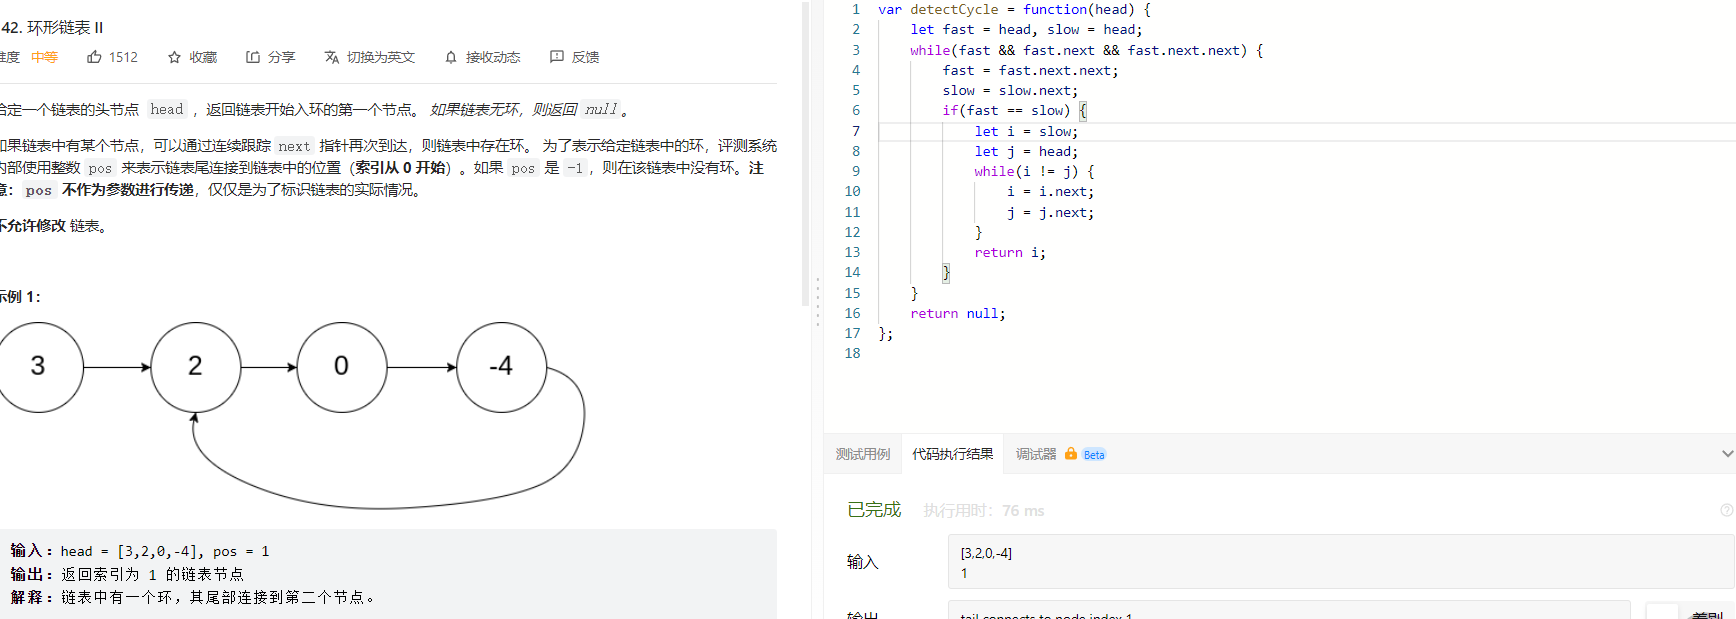 42. 环形链表 II
难度 中等 1512 收藏 分享 切换为英文 接收动态 反馈
给定一个链表的头节点 head ，返回链表开始入环的第一个节点。 如果链表无环，则返回 null。
如果链表中有某个节点，可以通过连续跟踪 next 指针再次到达，则链表中存在环。 为了表示给定链表中的环，评测系统
内部使用整数 pos 来表示链表尾连接到链表中的位置（索引从 0 开始）。如果 pos 是 -1，则在该链表中没有环。注
意：pos 不作为参数进行传递，仅仅是为了标识链表的实际情况。
不允许修改 链表。
示例 1：
3 2 0 -4
输入：head = [3,2,0,-4], pos = 1
输出：返回索引为 1 的链表节点
解释：链表中有一个环，其尾部连接到第二个节点。
1 var detectCycle = function(head) {
2 let fast = head, slow = head;
3 while(fast && fast.next && fast.next.next) {
4 fast = fast.next.next;
5 slow = slow.next;
6 if(fast == slow) {
7 let i = slow;
8 let j = head;
9 while(i != j) {
10 i = i.next;
11 j = j.next;
12 }
13 return i;
14 }
15 }
16 return null;
17 };
18
测试用例 代码执行结果 调试器 Beta
已完成 执行用时：76 ms
输入
[3,2,0,-4]
1
输出 tail connects to node index 1 差别